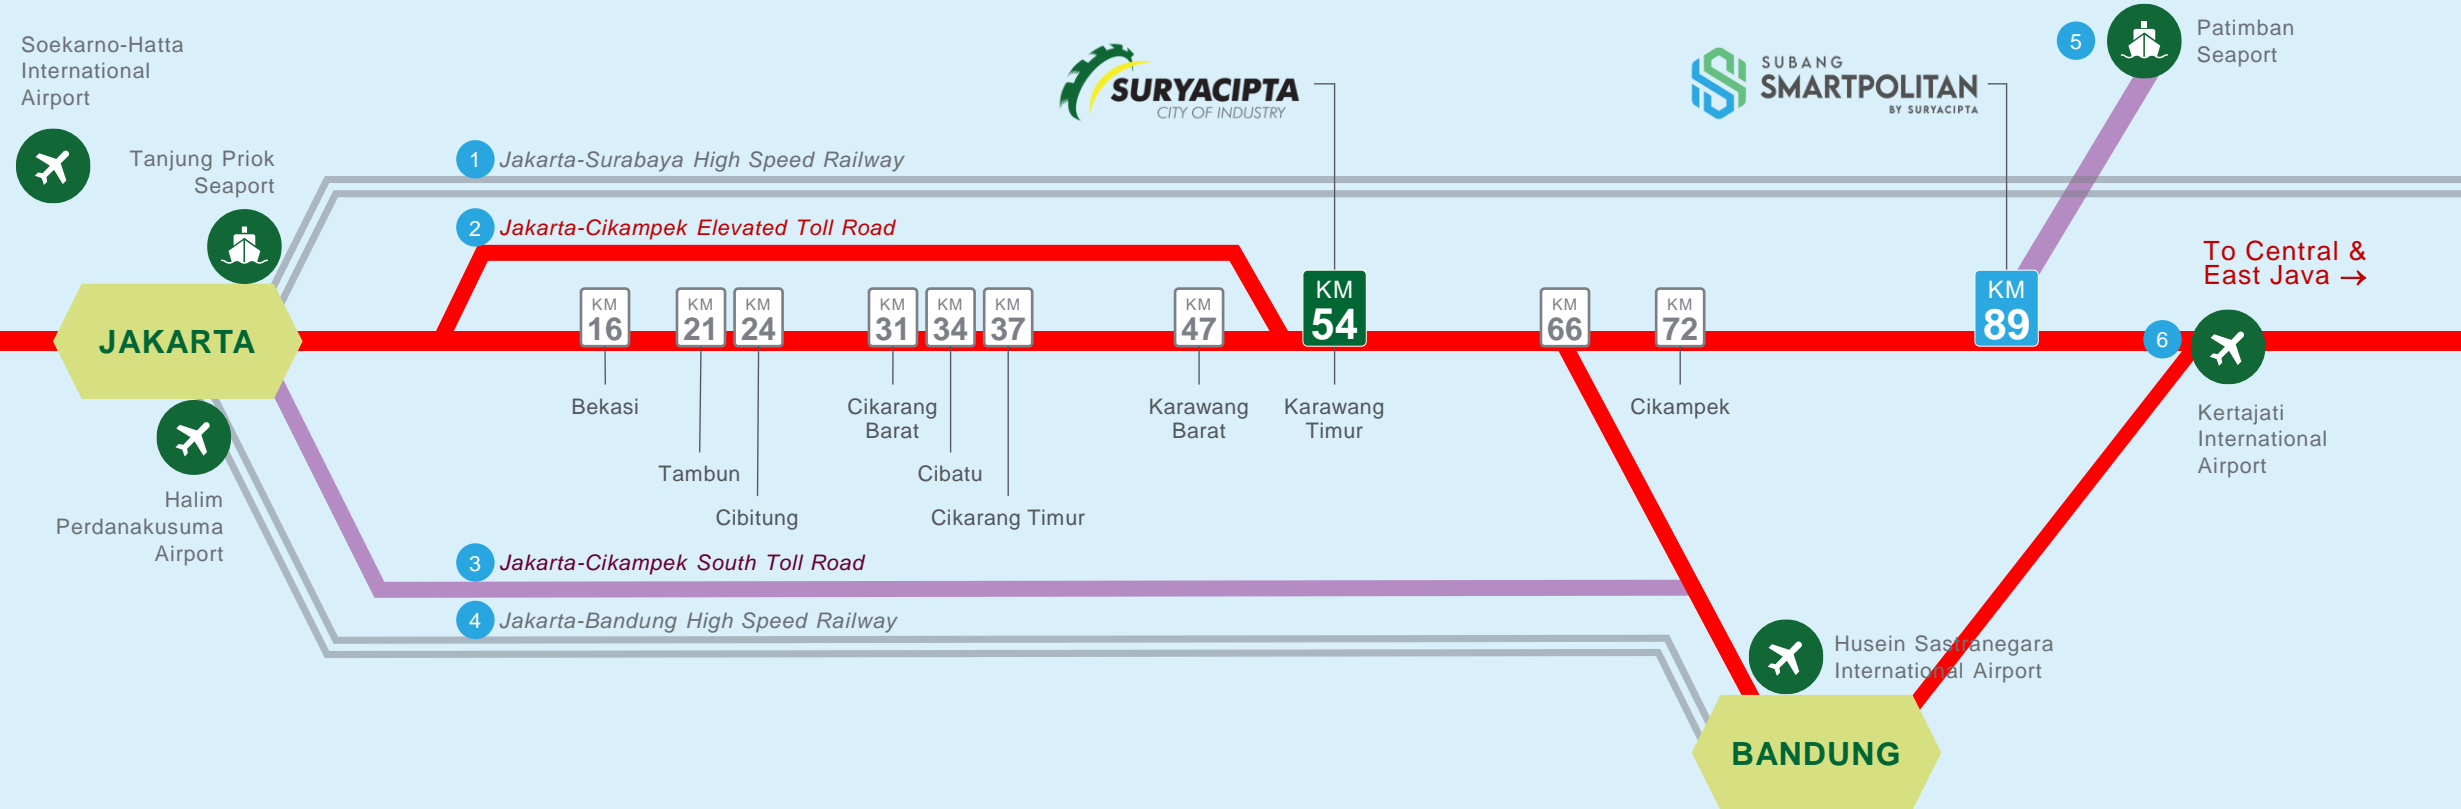 Soekarno-Hatta
International
Airport
Tanjung Priok
Seaport
SURYACIPTA
CITY OF INDUSTRY
SUBANG
SMARTPOLITAN
BY SURYACIPTA
5
Patimban
Seaport
1 Jakarta-Surabaya High Speed Railway
2 Jakarta-Cikampek Elevated Toll Road
To Central &
East Java →
JAKARTA
KM
16
KM
21
KM
24
KM
31
KM
34
KM
37
KM
47
KM
54
KM
66
KM
72
KM
89
6
Bekasi
Tambun
Cibitung
Cikarang
Barat
Cibatu
Cikarang Timur
Karawang
Barat
Karawang
Timur
Cikampek
Kertajati
International
Airport
Halim
Perdanakusuma
Airport
3 Jakarta-Cikampek South Toll Road
4 Jakarta-Bandung High Speed Railway
Husein Sastranegara
International Airport
BANDUNG